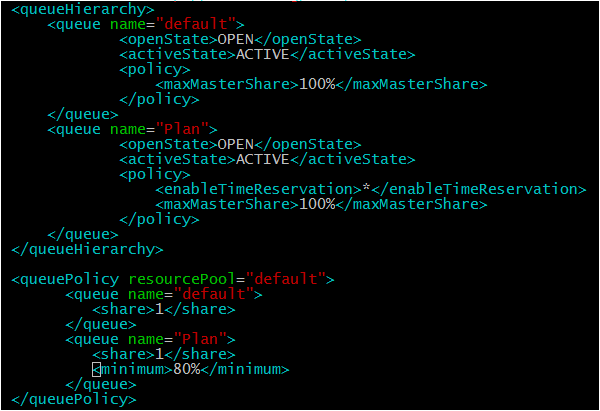 <queueHierarchy>
<queue name="default">
<openState>OPEN</openState>
<activeState>ACTIVE</activeState>
<policy>
<maxMasterShare>100%</maxMasterShare>
</policy>
</queue>
<queue name="Plan">
<openState>OPEN</openState>
<activeState>ACTIVE</activeState>
<policy>
<enableTimeReservation>*</enableTimeReservation>
<maxMasterShare>100%</maxMasterShare>
</policy>
</queue>
</queueHierarchy>
<queuePolicy resourcePool="default">
<queue name="default">
<share>1</share>
</queue>
<queue name="Plan">
<share>1</share>
<minimum>80%</minimum>
</queue>
</queuePolicy>